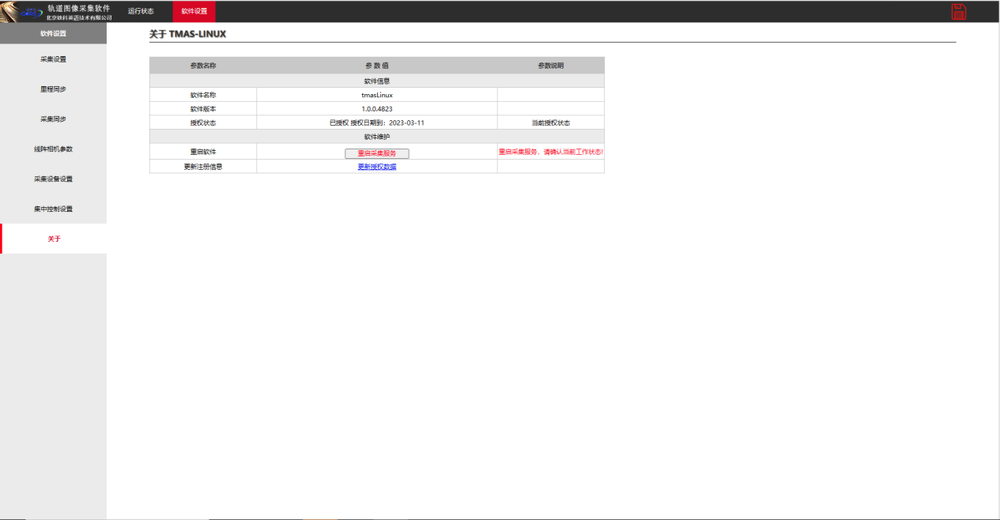 轨道图像采集软件
北京铁科英迈技术有限公司
运行状态
软件设置
软件设置
采集设置
里程同步
采集同步
线阵相机参数
采集设备设置
集中控制设置
关于
关于 TMAS-LINUX
参数名称 参 数 值 参数说明
软件信息
软件名称 tmasLinux
软件版本 1.0.0.4823
授权状态 已授权 授权日期到：2023-03-11 当前授权状态
软件维护
重启软件 重启采集服务 重启采集服务，请确认当前工作状态!
更新注册信息 更新授权数据